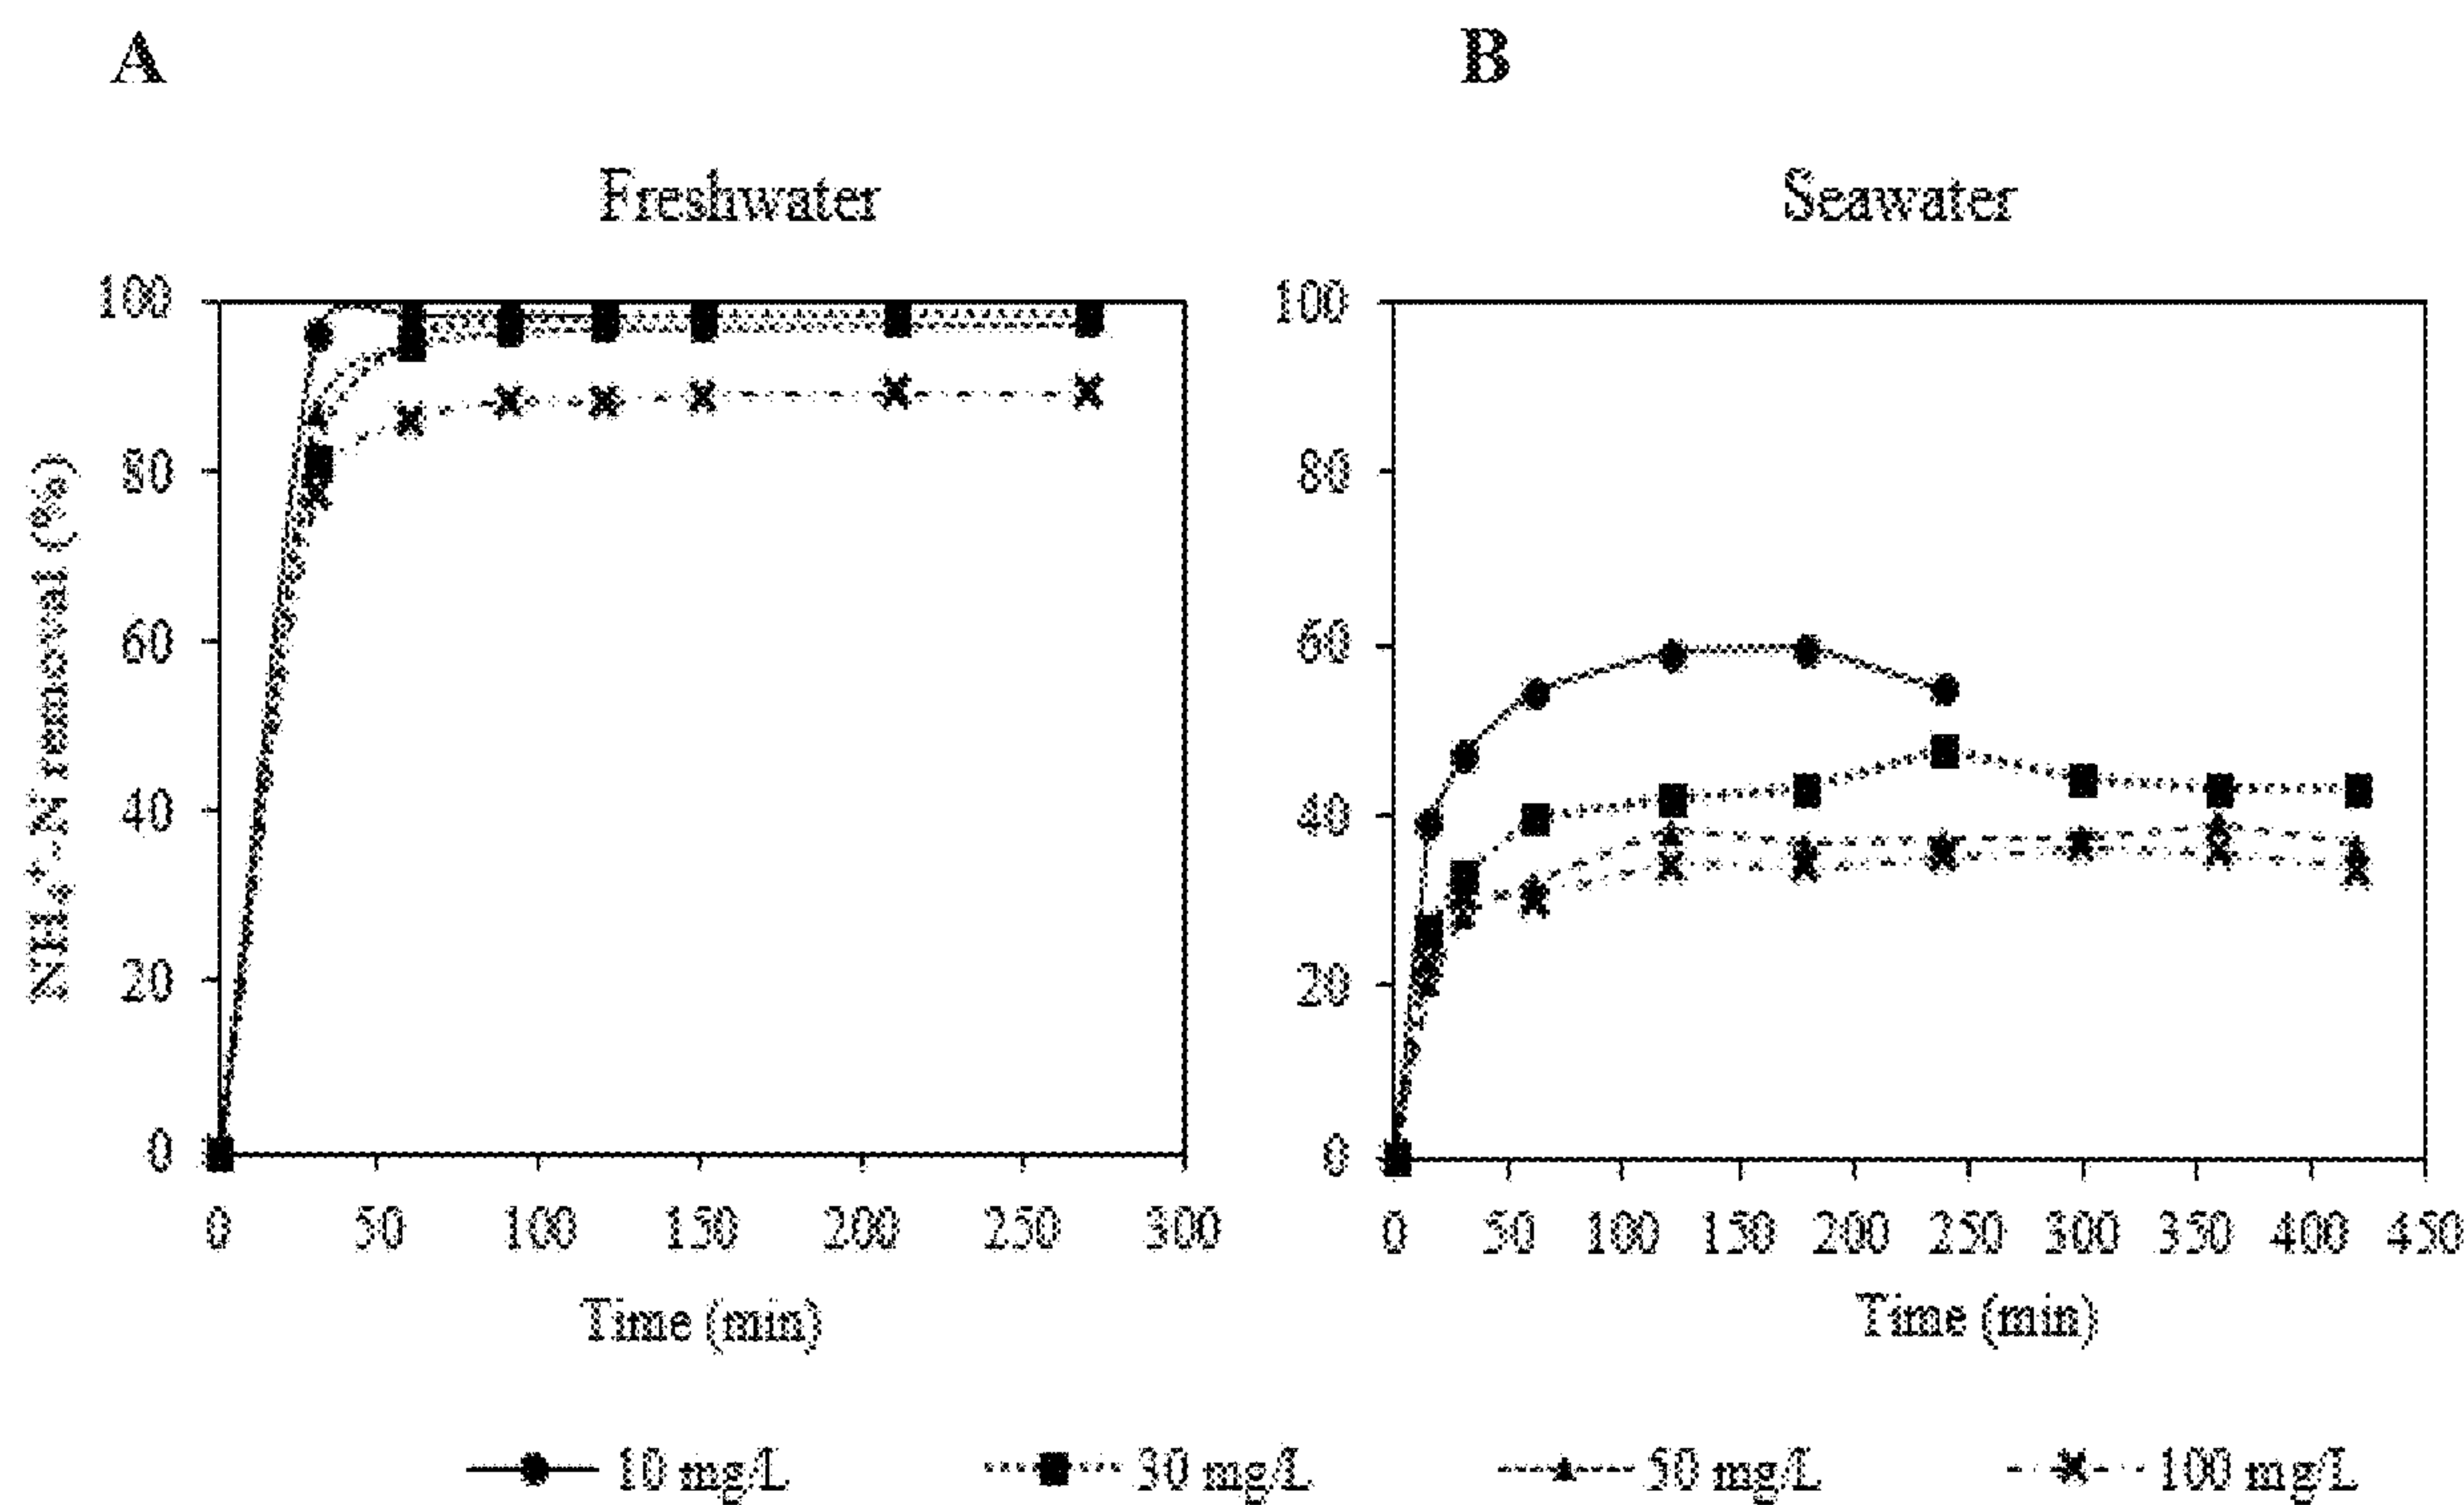 A
B
Freshwater
Seawater
NH₄⁺-N removal (%)
100
80
60
40
20
0
0 50 100 150 200 250 300
Time (min)
100
80
60
40
20
0
0 50 100 150 200 250 300 350 400 450
Time (min)
10 mg/L 30 mg/L 50 mg/L 100 mg/L